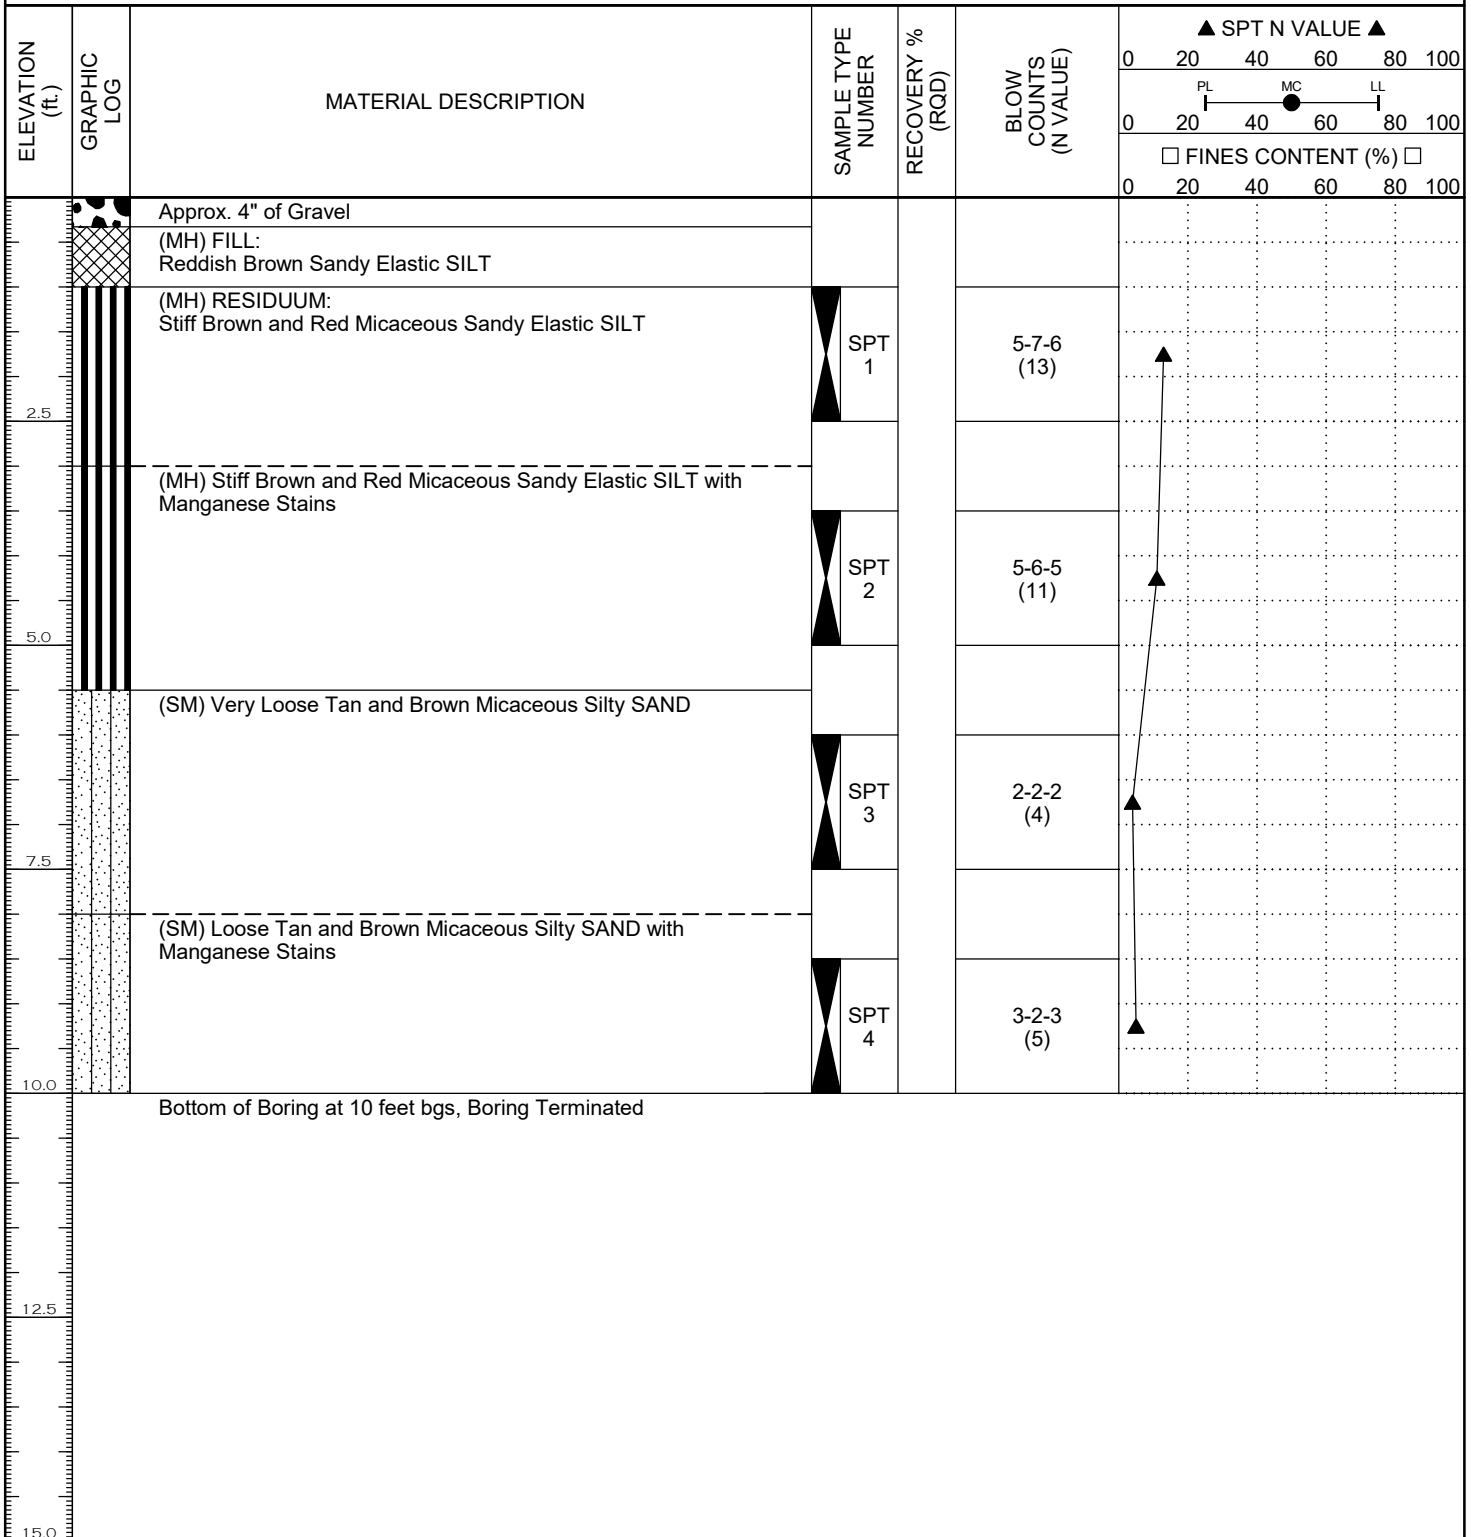 ELEVATION
(ft.)
GRAPHIC
LOG
MATERIAL DESCRIPTION
SAMPLE TYPE
NUMBER
RECOVERY %
(RQD)
BLOW
COUNTS
(N VALUE)
▲ SPT N VALUE ▲
0 20 40 60 80 100
PL MC LL
0 20 40 60 80 100
□ FINES CONTENT (%) □
0 20 40 60 80 100
Approx. 4" of Gravel
(MH) FILL:
Reddish Brown Sandy Elastic SILT
(MH) RESIDUUM:
Stiff Brown and Red Micaceous Sandy Elastic SILT
SPT
1
5-7-6
(13)
2.5
(MH) Stiff Brown and Red Micaceous Sandy Elastic SILT with
Manganese Stains
SPT
2
5-6-5
(11)
5.0
(SM) Very Loose Tan and Brown Micaceous Silty SAND
SPT
3
2-2-2
(4)
7.5
(SM) Loose Tan and Brown Micaceous Silty SAND with
Manganese Stains
SPT
4
3-2-3
(5)
10.0
Bottom of Boring at 10 feet bgs, Boring Terminated
12.5
15.0